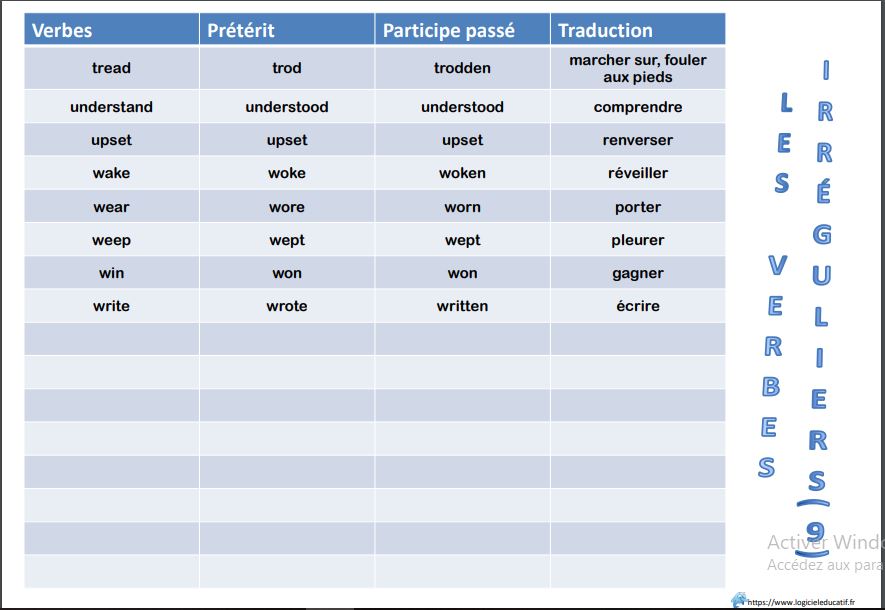 Verbes Prétérit Participe passé Traduction
tread trod trodden marcher sur, fouler
aux pieds
understand understood understood comprendre
upset upset upset renverser
wake woke woken réveiller
wear wore worn porter
weep wept wept pleurer
win won won gagner
write wrote written écrire
LES VERBES
IRRÉGULIERS (9)
Activer Windo
Accédez aux para
https://www.logicieleducatif.fr